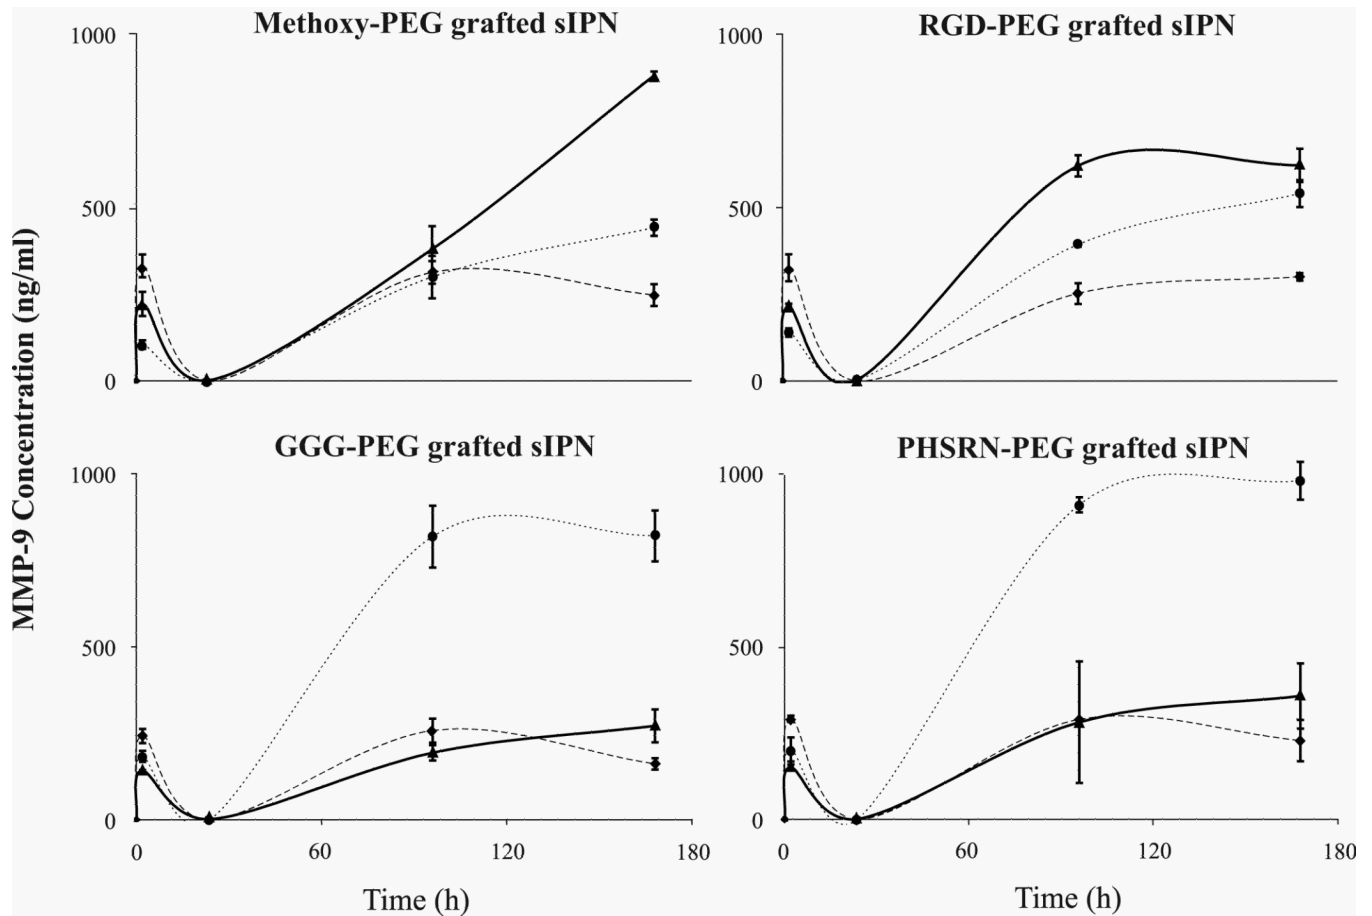 Methoxy-PEG grafted sIPN
RGD-PEG grafted sIPN
1000
500
0
1000
500
0
MMP-9 Concentration (ng/ml)
GGG-PEG grafted sIPN
PHSRN-PEG grafted sIPN
1000
500
0
1000
500
0
0 60 120 180
0 60 120 180
Time (h)
Time (h)